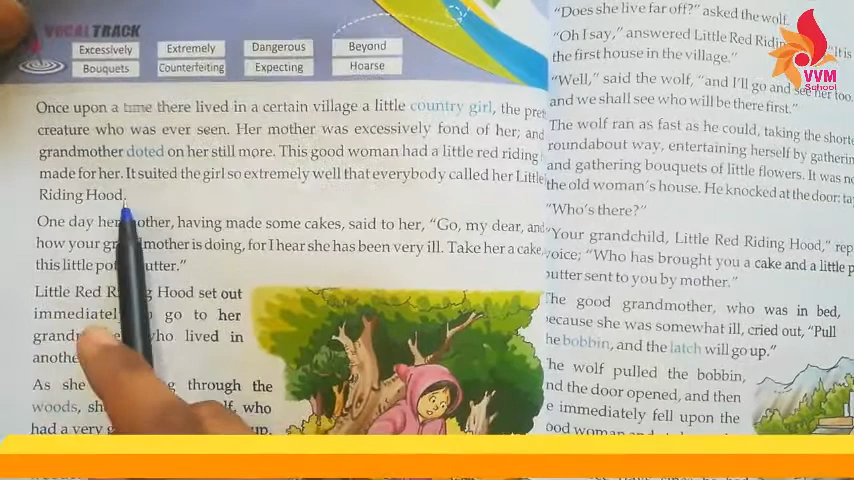 VOCAL TRACK
Excessively Extremely Dangerous Beyond
Bouquets Counterfeiting Expecting Hoarse
Once upon a time there lived in a certain village a little country girl, the
creature who was ever seen. Her mother was excessively fond of her; and
grandmother doted on her still more. This good woman had a little red riding
made for her. It suited the girl so extremely well that everybody called her Little
Riding Hood.
One day her mother, having made some cakes, said to her, “Go, my dear, and
how your grandmother is doing, for I hear she has been very ill. Take her a cake,
this little pot butter.”
Little Red Riding Hood set out
immediately go to her
who lived in
As she through the
woods, who
had a very up,
“Does she live far off?” asked the wolf.
“Oh I say,” answered Little Red is
the first house in the village.”
“Well,” said the wolf, “and I'll go and see her too.
and we shall see who will be there first.”
The wolf ran as fast as he could, taking the
roundabout way, entertaining herself by
and gathering bouquets of little flowers. It was
the old woman's house. He knocked at the door:
“Who's there?”
“Your grandchild, Little Red Riding Hood,”
voice; “Who has brought you a cake and a little
butter sent to you by mother.”
The good grandmother, who was in bed,
because she was somewhat ill, cried out, “Pull
the bobbin, and the latch will go up.”
The wolf pulled the bobbin,
and the door opened, and then
he immediately fell upon the
good woman
VVM
School